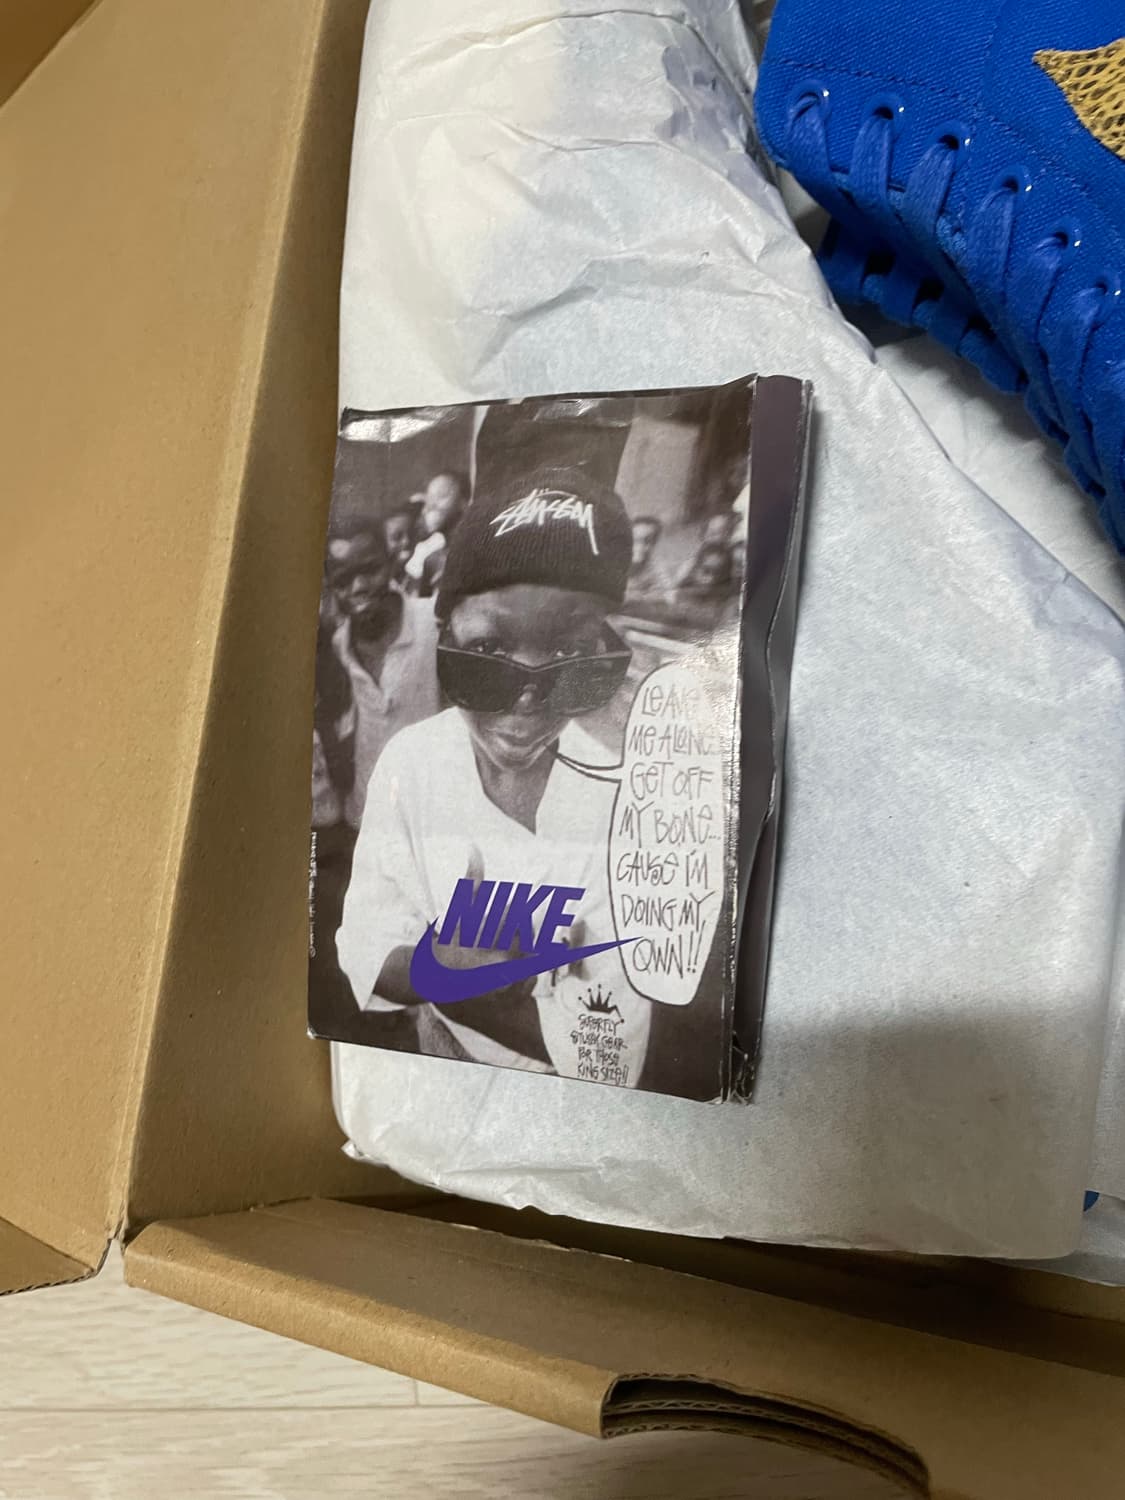 STÜSSY
LEAVE
ME ALONE
GET OFF
MY BONE...
CAUSE I'M
DOING MY
OWN!!
NIKE
SUPERFLY
STUSSY GEAR
FOR THOSE
KING SIZE!!